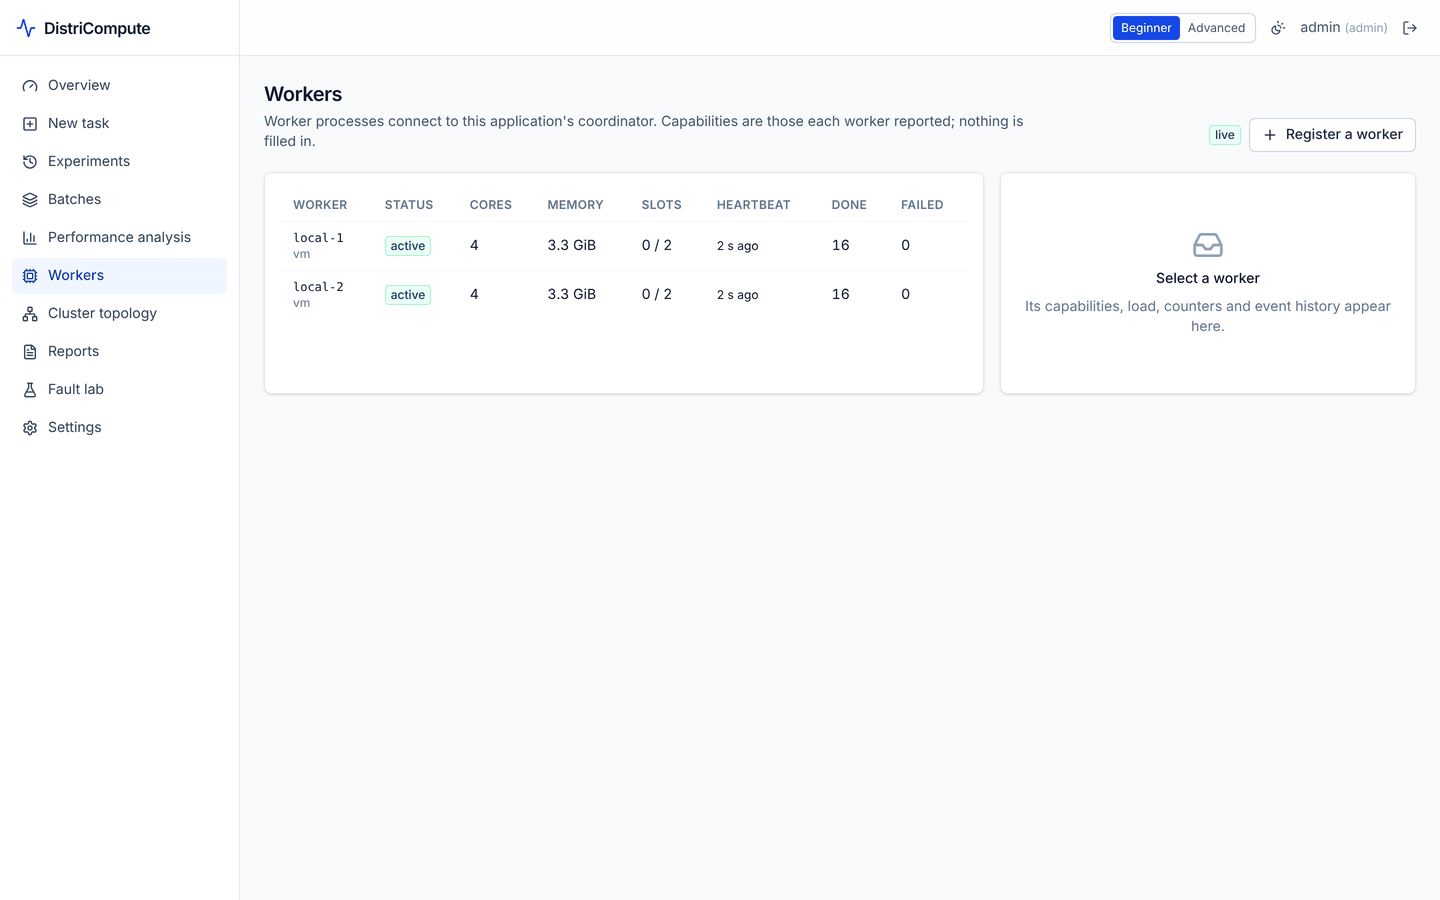 DistriCompute
Beginner Advanced admin (admin)
Overview
New task
Experiments
Batches
Performance analysis
Workers
Cluster topology
Reports
Fault lab
Settings
Workers
Worker processes connect to this application's coordinator. Capabilities are those each worker reported; nothing is
filled in.
live Register a worker
WORKER STATUS CORES MEMORY SLOTS HEARTBEAT DONE FAILED
local-1 active 4 3.3 GiB 0 / 2 2 s ago 16 0
vm
local-2 active 4 3.3 GiB 0 / 2 2 s ago 16 0
vm
Select a worker
Its capabilities, load, counters and event history appear
here.